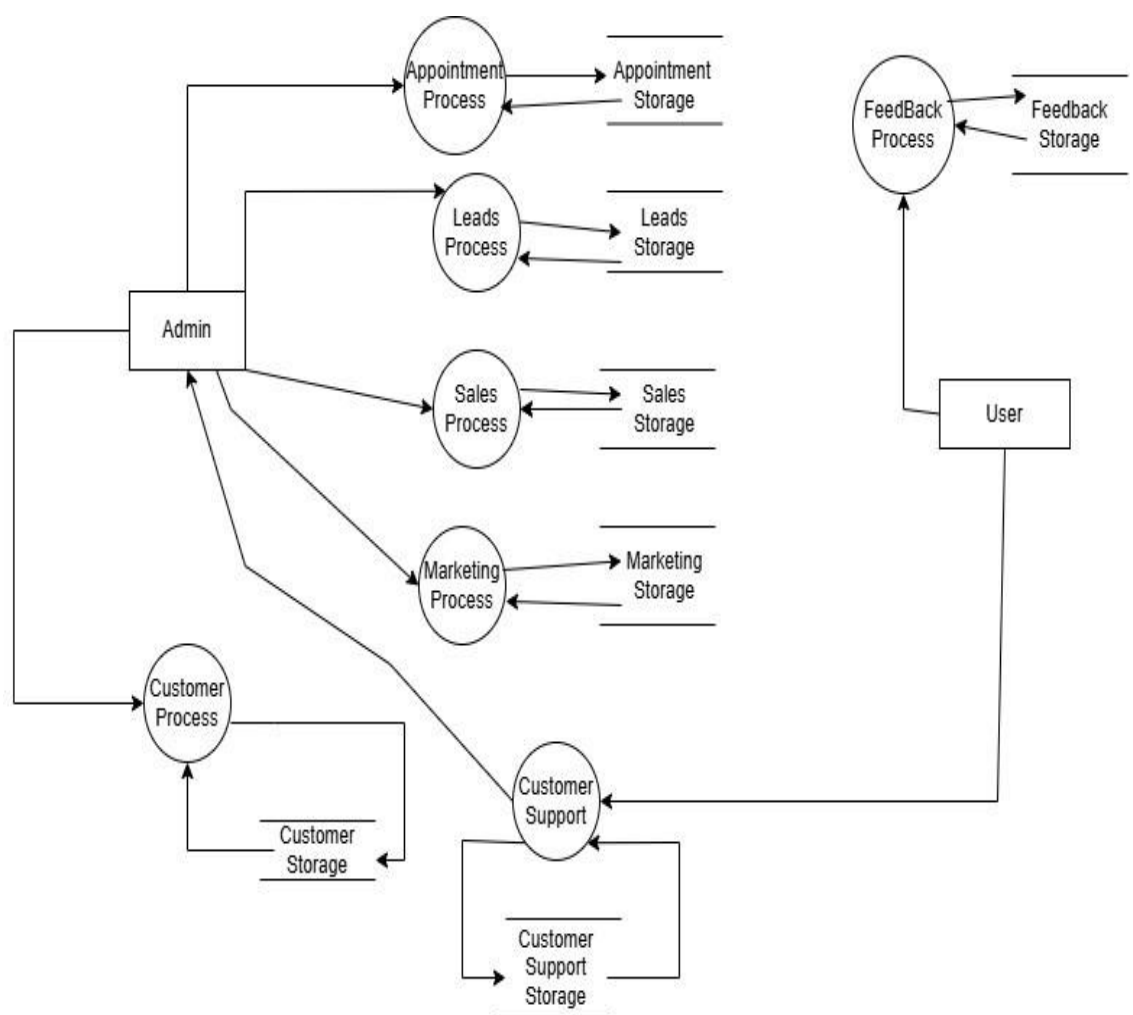 Appointment
Process
Appointment
Storage
FeedBack
Process
Feedback
Storage
Leads
Process
Leads
Storage
Admin
Sales
Process
Sales
Storage
User
Marketing
Process
Marketing
Storage
Customer
Process
Customer
Support
Customer
Storage
Customer
Support
Storage